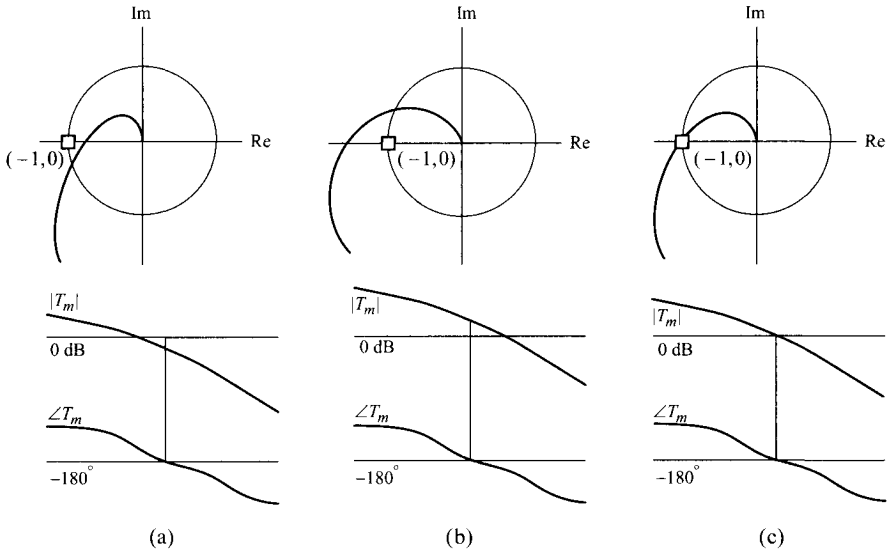 Im
Im
Im
Re
Re
Re
(−1,0)
(−1,0)
(−1,0)
|T_m|
|T_m|
|T_m|
0 dB
0 dB
0 dB
∠T_m
∠T_m
∠T_m
−180°
−180°
−180°
(a)
(b)
(c)